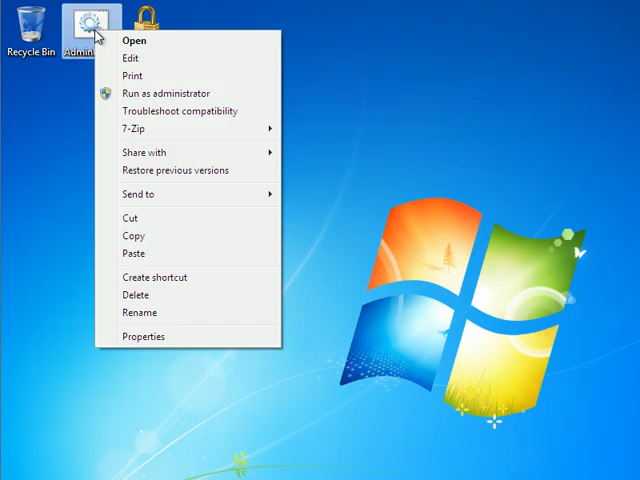 Recycle Bin
Open
Edit
Print
Run as administrator
Troubleshoot compatibility
7-Zip
Share with
Restore previous versions
Send to
Cut
Copy
Paste
Create shortcut
Delete
Rename
Properties